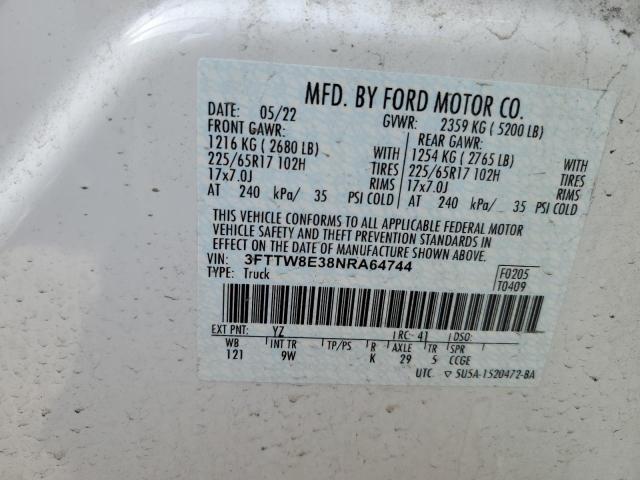 MFD. BY FORD MOTOR CO.
DATE: 05/22 GVWR: 2359 KG ( 5200 LB)
FRONT GAWR: REAR GAWR:
1216 KG ( 2680 LB) WITH 1254 KG ( 2765 LB) WITH
225/65R17 102H TIRES 225/65R17 102H TIRES
17x7.0J RIMS 17x7.0J RIMS
AT 240 kPa/ 35 PSI COLD AT 240 kPa/ 35 PSI COLD
THIS VEHICLE CONFORMS TO ALL APPLICABLE FEDERAL MOTOR
VEHICLE SAFETY AND THEFT PREVENTION STANDARDS IN
EFFECT ON THE DATE OF MANUFACTURE SHOWN ABOVE.
VIN: 3FTTW8E38NRA64744 F0205
TYPE: Truck T0409
EXT PNT: YZ RC: 41 DSO:
WB INT TR TP/PS R AXLE TR SPR
121 9W K 29 5 CCGE
UTC ▽ 5U5A-1520472-BA